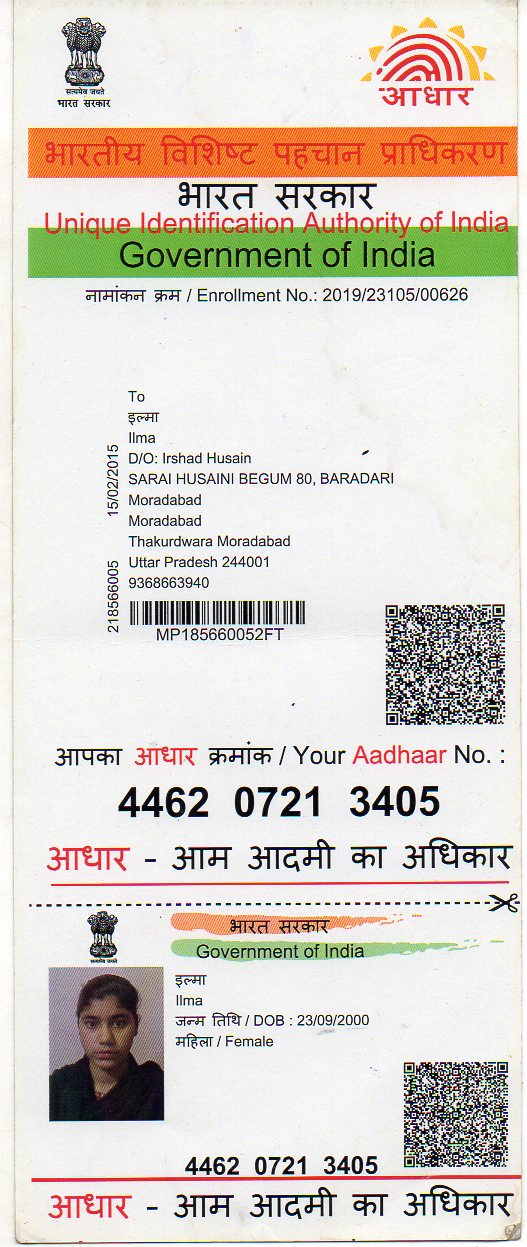 सत्यमेव जयते
भारत सरकार
आधार
भारतीय विशिष्ट पहचान प्राधिकरण
भारत सरकार
Unique Identification Authority of India
Government of India
नामांकन क्रम / Enrollment No.: 2019/23105/00626
To
इल्मा
Ilma
D/O: Irshad Husain
SARAI HUSAINI BEGUM 80, BARADARI
Moradabad
Moradabad
Thakurdwara Moradabad
Uttar Pradesh 244001
9368663940
218566005 15/02/2015
MP185660052FT
आपका आधार क्रमांक / Your Aadhaar No. :
4462 0721 3405
आधार - आम आदमी का अधिकार
सत्यमेव जयते
भारत सरकार
Government of India
इल्मा
Ilma
जन्म तिथि / DOB : 23/09/2000
महिला / Female
4462 0721 3405
आधार - आम आदमी का अधिकार